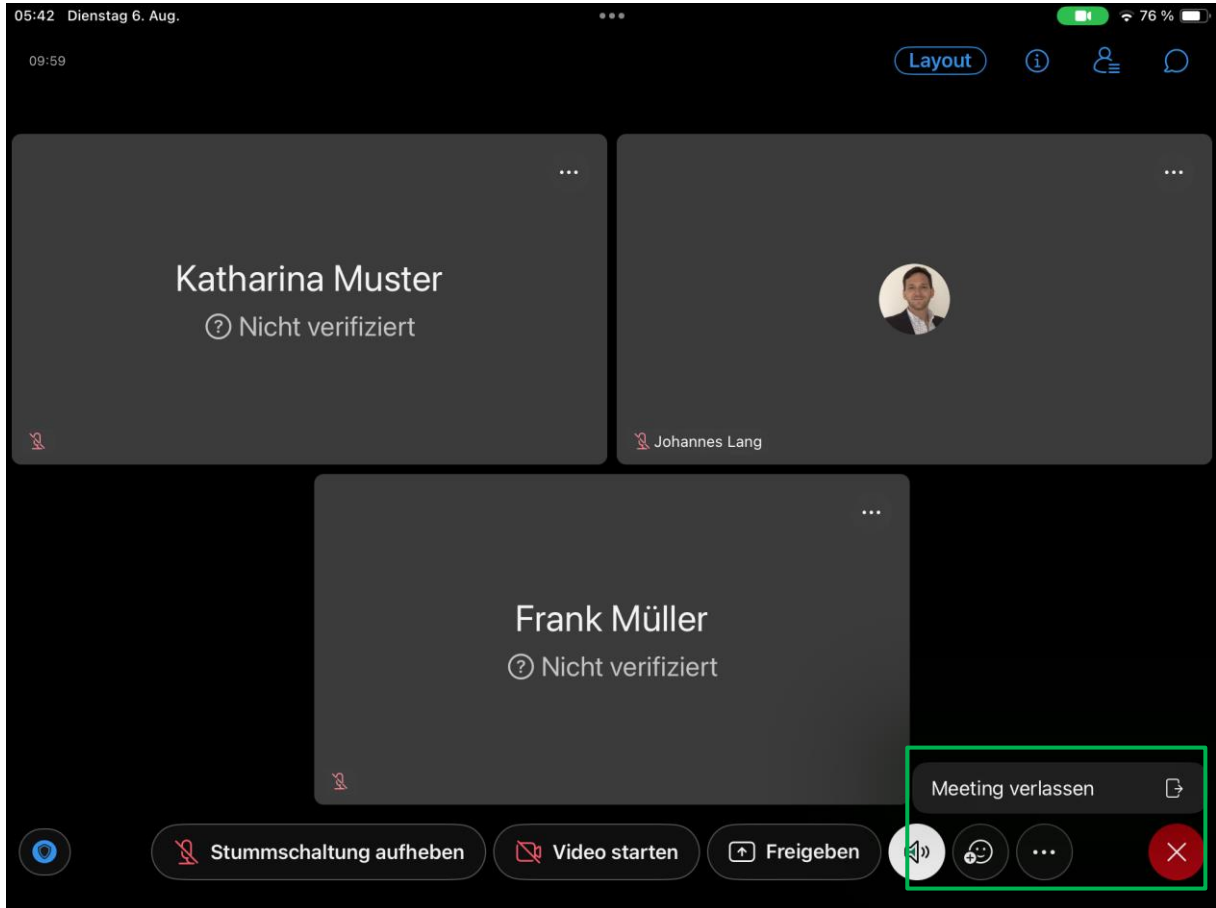 05:42 Dienstag 6. Aug.
76 %
09:59
Layout
Katharina Muster
Nicht verifiziert
Johannes Lang
Frank Müller
Nicht verifiziert
Meeting verlassen
Stummschaltung aufheben
Video starten
Freigeben